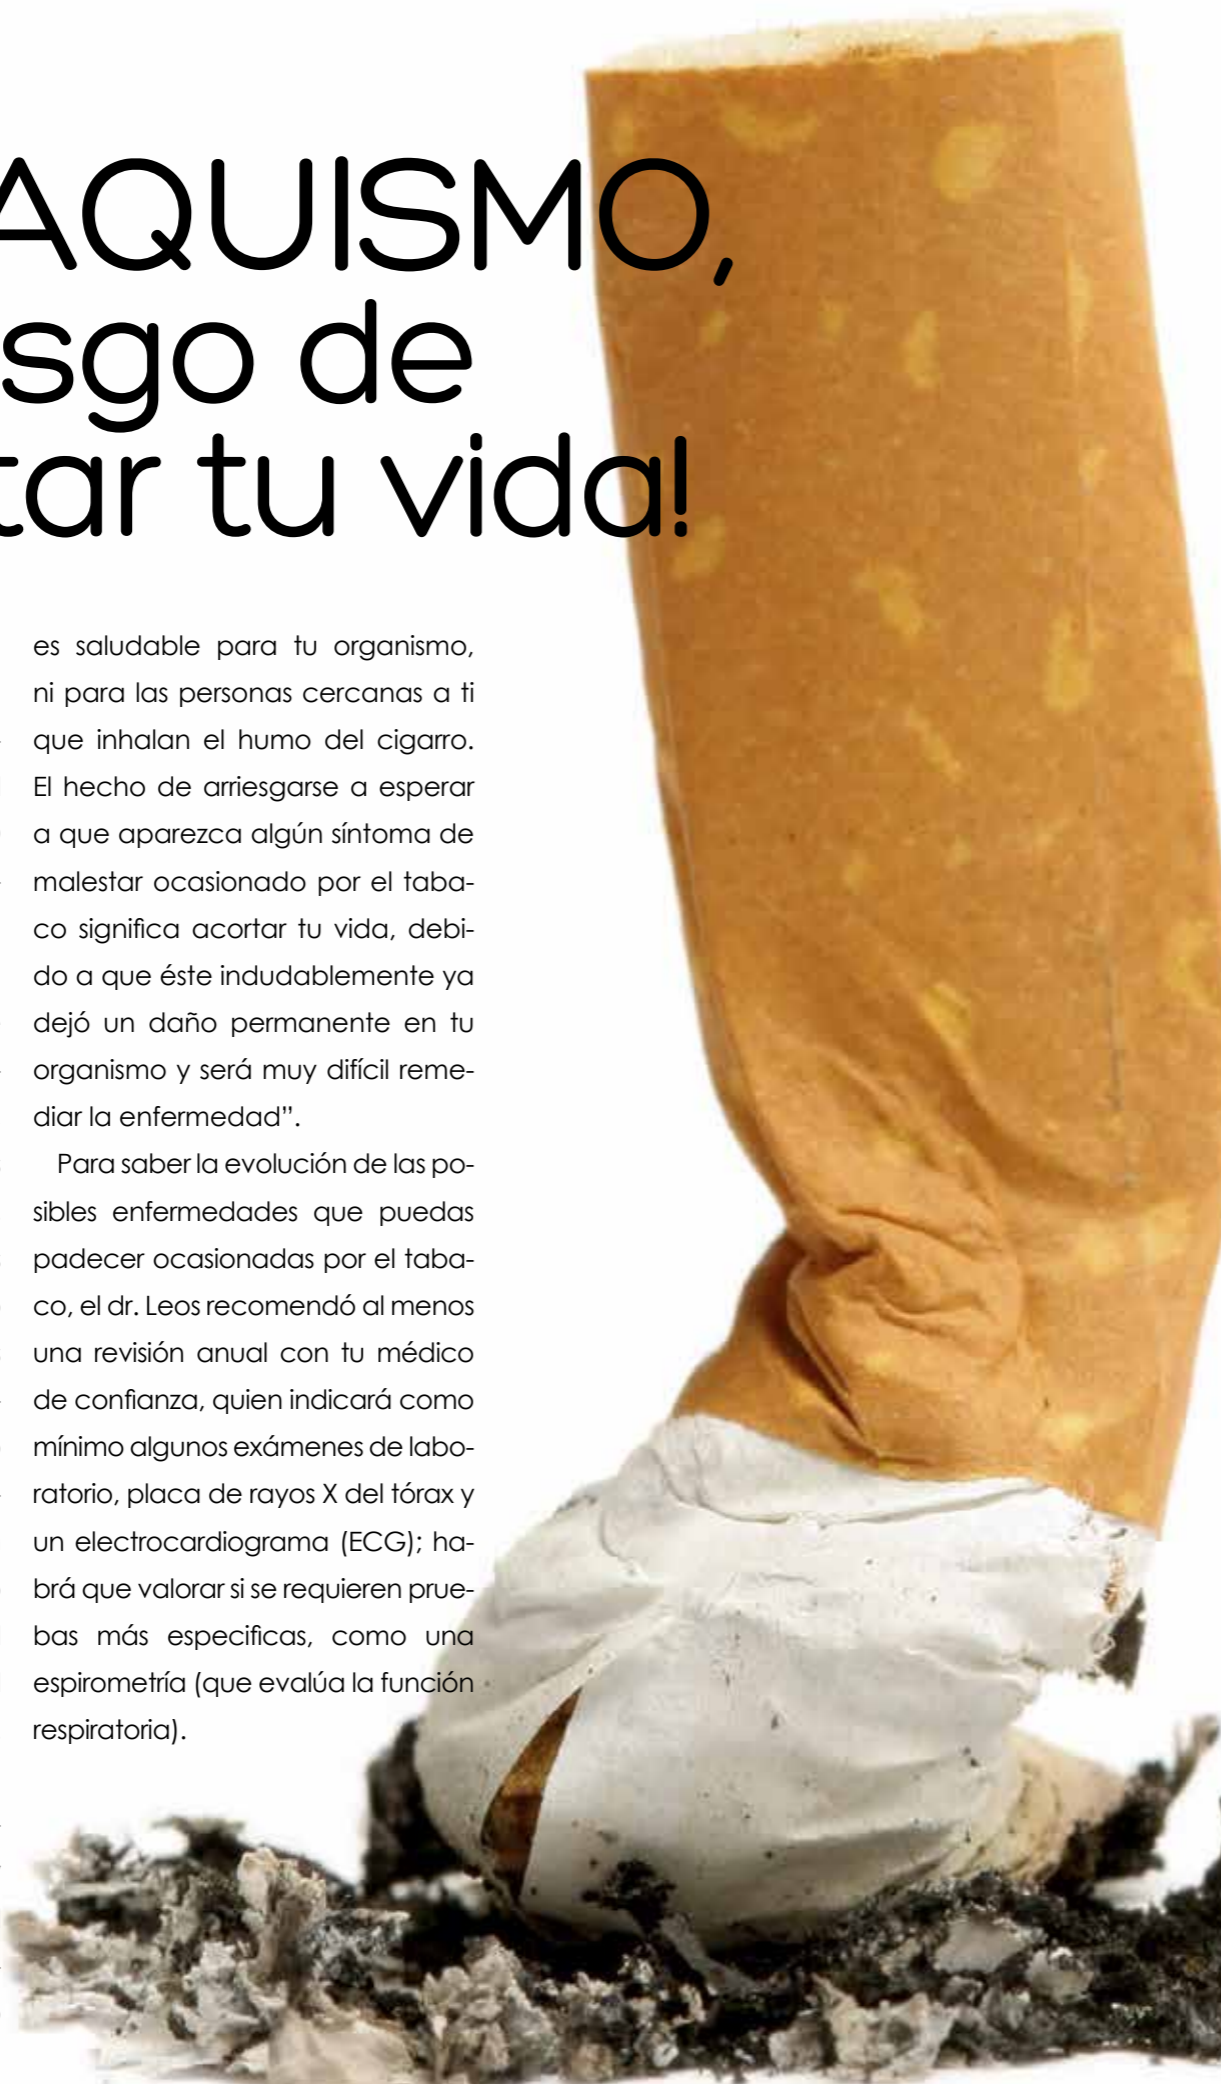 AQUISMO,
sgo de
tar tu vida!
es saludable para tu organismo,
ni para las personas cercanas a ti
que inhalan el humo del cigarro.
El hecho de arriesgarse a esperar
a que aparezca algún síntoma de
malestar ocasionado por el taba-
co significa acortar tu vida, debi-
do a que éste indudablemente ya
dejó un daño permanente en tu
organismo y será muy difícil reme-
diar la enfermedad”.
Para saber la evolución de las po-
sibles enfermedades que puedas
padecer ocasionadas por el taba-
co, el dr. Leos recomendó al menos
una revisión anual con tu médico
de confianza, quien indicará como
mínimo algunos exámenes de labo-
ratorio, placa de rayos X del tórax y
un electrocardiograma (ECG); ha-
brá que valorar si se requieren prue-
bas más especificas, como una
espirometría (que evalúa la función
respiratoria).